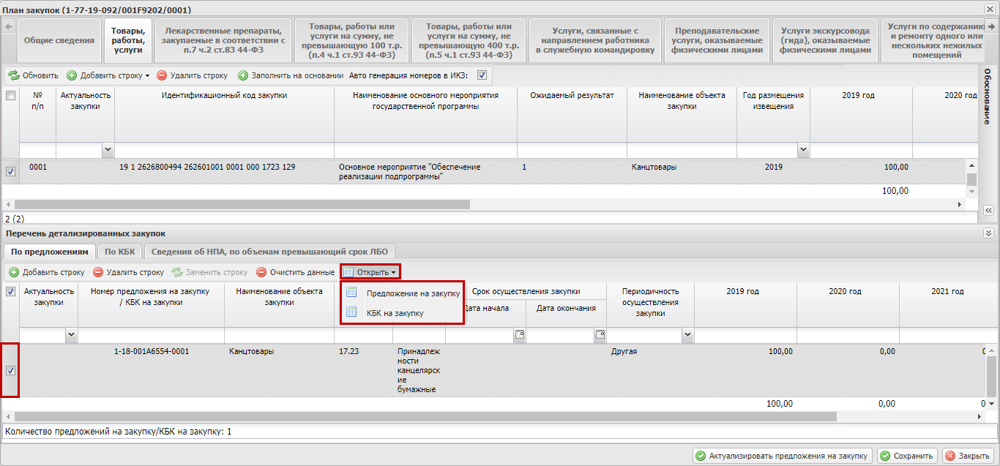 План закупок (1-77-19-092/001F9202/0001)
Общие сведения
Товары,
работы,
услуги
Лекарственные препараты,
закупаемые в соответствии с
п.7 ч.2 ст.83 44-ФЗ
Товары, работы или
услуги на сумму, не
превышающую 100 т.р.
(п.4 ч.1 ст.93 44-ФЗ)
Товары, работы или
услуги на сумму, не
превышающую 400 т.р.
(п.5 ч.1 ст.93 44-ФЗ)
Услуги, связанные с
направлением работника
в служебную командировку
Преподавательские
услуги, оказываемые
физическими лицами
Услуги экскурсовода
(гида), оказываемые
физическими лицами
Услуги по содержанию
и ремонту одного или
нескольких нежилых
помещений
Обновить Добавить строку Удалить строку Заполнить на основании Авто генерация номеров в ИКЗ:
Обоснование
№
п/п
Актуальность
закупки
Идентификационный код закупки
Наименование основного мероприятия
государственной программы
Ожидаемый результат
Наименование объекта
закупки
Год размещения
извещения
2019 год
2020 год
0001 19 1 2626800494 262601001 0001 000 1723 129
Основное мероприятие "Обеспечение
реализации подпрограммы"
1 Канцтовары 2019 100,00
100,00
2 (2)
Перечень детализированных закупок
По предложениям По КБК Сведения об НПА, по объемам превышающий срок ЛБО
Добавить строку Удалить строку Заменить строку Очистить данные Открыть
Предложение на закупку
КБК на закупку
Актуальность
закупки
Номер предложения на закупку
/ КБК на закупки
Наименование объекта
закупки
Срок осуществления закупки
Дата начала Дата окончания
Периодичность
осуществления
закупки
2019 год 2020 год 2021 год
1-18-001A6554-0001 Канцтовары 17.23
Принадлеж
ности
канцелярск
ие
бумажные
Другая 100,00 0,00 0
100,00 0,00 0
Количество предложений на закупку/КБК на закупку: 1
Актуализировать предложения на закупку Сохранить Закрыть